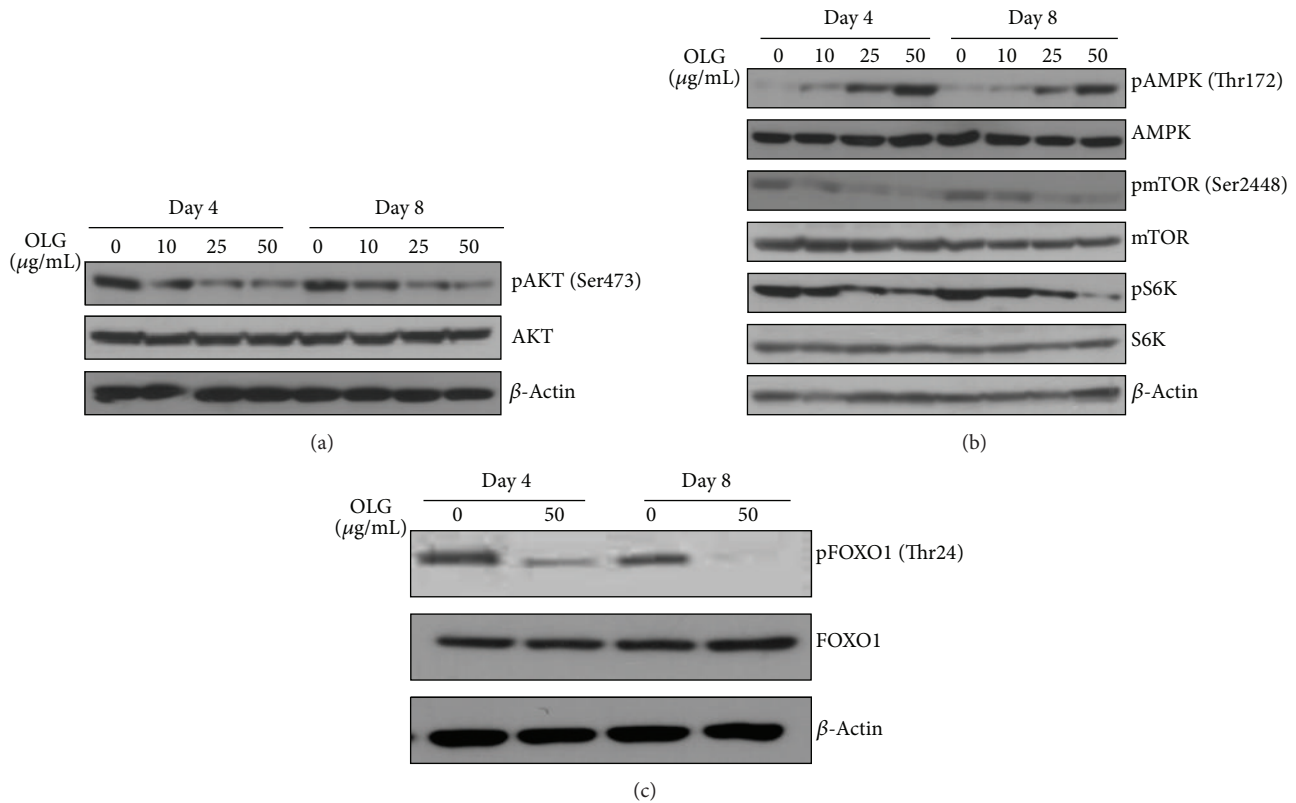 Day 4 Day 8
OLG
(μg/mL)
0 10 25 50 0 10 25 50
pAKT (Ser473)
AKT
β-Actin
(a)
Day 4 Day 8
OLG
(μg/mL)
0 10 25 50 0 10 25 50
pAMPK (Thr172)
AMPK
pmTOR (Ser2448)
mTOR
pS6K
S6K
β-Actin
(b)
Day 4 Day 8
OLG
(μg/mL)
0 50 0 50
pFOXO1 (Thr24)
FOXO1
β-Actin
(c)